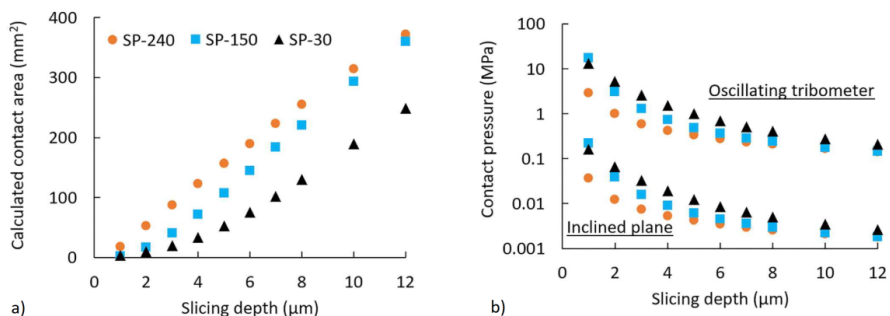 400
300
200
100
0
Calculated contact area (mm²)
SP-240 SP-150 SP-30
0 2 4 6 8 10 12
Slicing depth (μm)
a)
100
10
1
0.1
0.01
0.001
Contact pressure (MPa)
Oscillating tribometer
Inclined plane
0 2 4 6 8 10 12
Slicing depth (μm)
b)